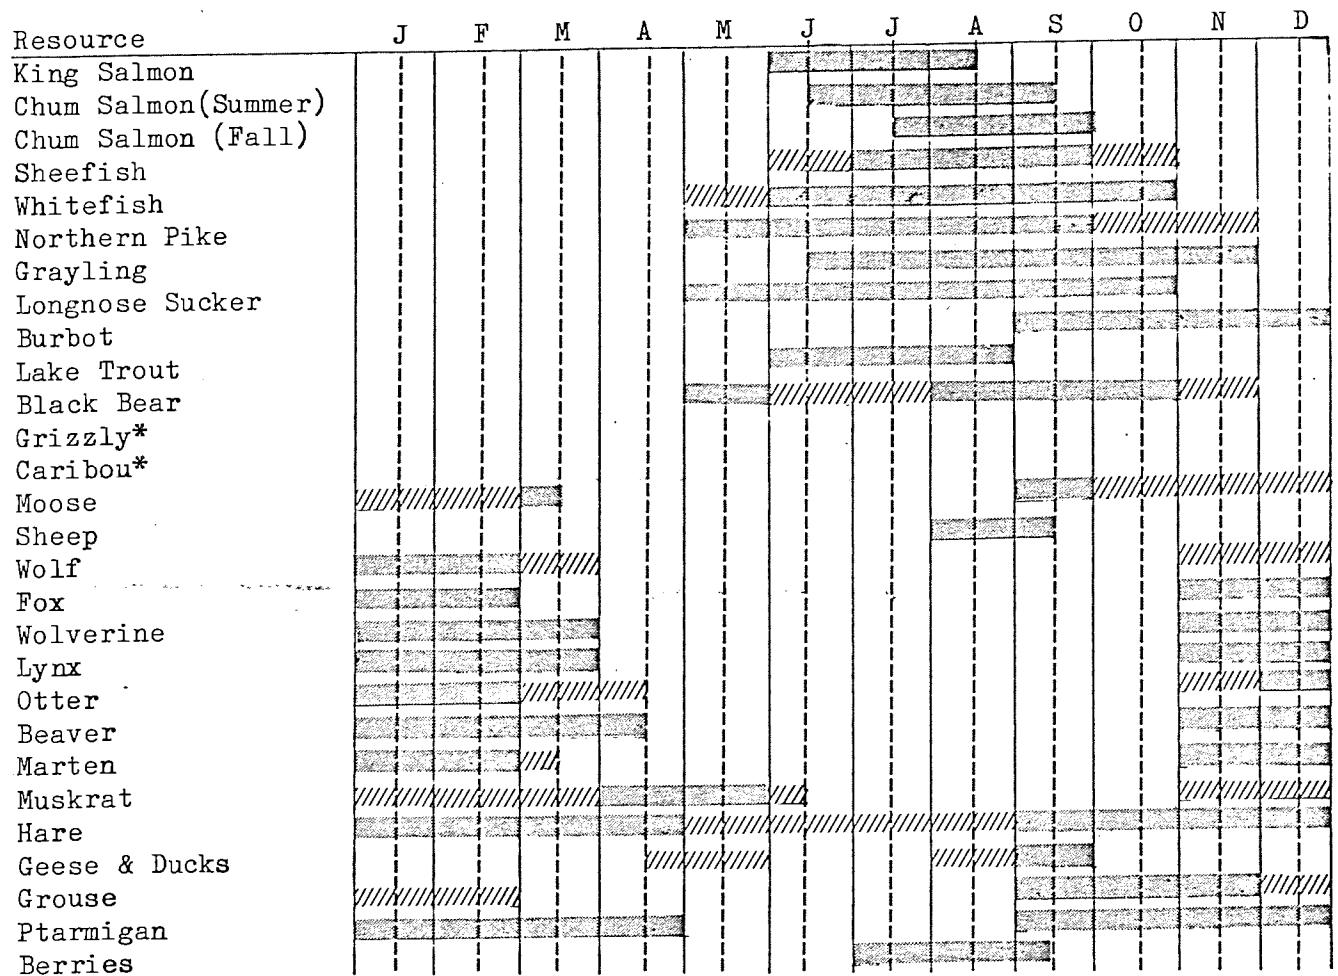 Resource J F M A M J J A S O N D
King Salmon
Chum Salmon(Summer)
Chum Salmon (Fall)
Sheefish
Whitefish
Northern Pike
Grayling
Longnose Sucker
Burbot
Lake Trout
Black Bear
Grizzly*
Caribou*
Moose
Sheep
Wolf
Fox
Wolverine
Lynx
Otter
Beaver
Marten
Muskrat
Hare
Geese & Ducks
Grouse
Ptarmigan
Berries